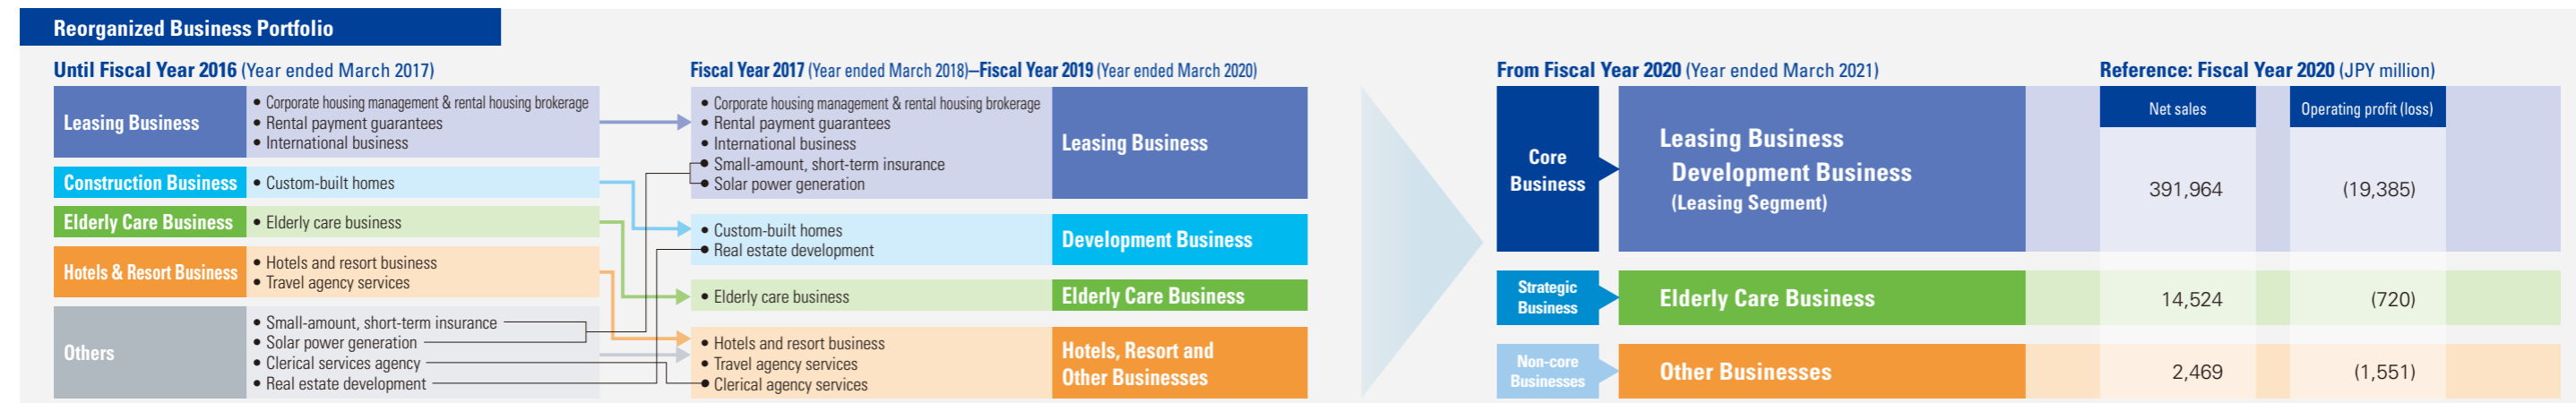 Reorganized Business Portfolio
Until Fiscal Year 2016 (Year ended March 2017)
Leasing Business
• Corporate housing management & rental housing brokerage
• Rental payment guarantees
• International business
Construction Business
• Custom-built homes
Elderly Care Business
• Elderly care business
Hotels & Resort Business
• Hotels and resort business
• Travel agency services
Others
• Small-amount, short-term insurance
• Solar power generation
• Clerical services agency
• Real estate development
Fiscal Year 2017 (Year ended March 2018)–Fiscal Year 2019 (Year ended March 2020)
• Corporate housing management & rental housing brokerage
• Rental payment guarantees
• International business
• Small-amount, short-term insurance
• Solar power generation
Leasing Business
• Custom-built homes
• Real estate development
Development Business
• Elderly care business
Elderly Care Business
• Hotels and resort business
• Travel agency services
• Clerical agency services
Hotels, Resort and
Other Businesses
From Fiscal Year 2020 (Year ended March 2021)
Reference: Fiscal Year 2020 (JPY million)
Net sales
Operating profit (loss)
Core
Business
Leasing Business
Development Business
(Leasing Segment)
391,964
(19,385)
Strategic
Business
Elderly Care Business
14,524
(720)
Non-core
Businesses
Other Businesses
2,469
(1,551)